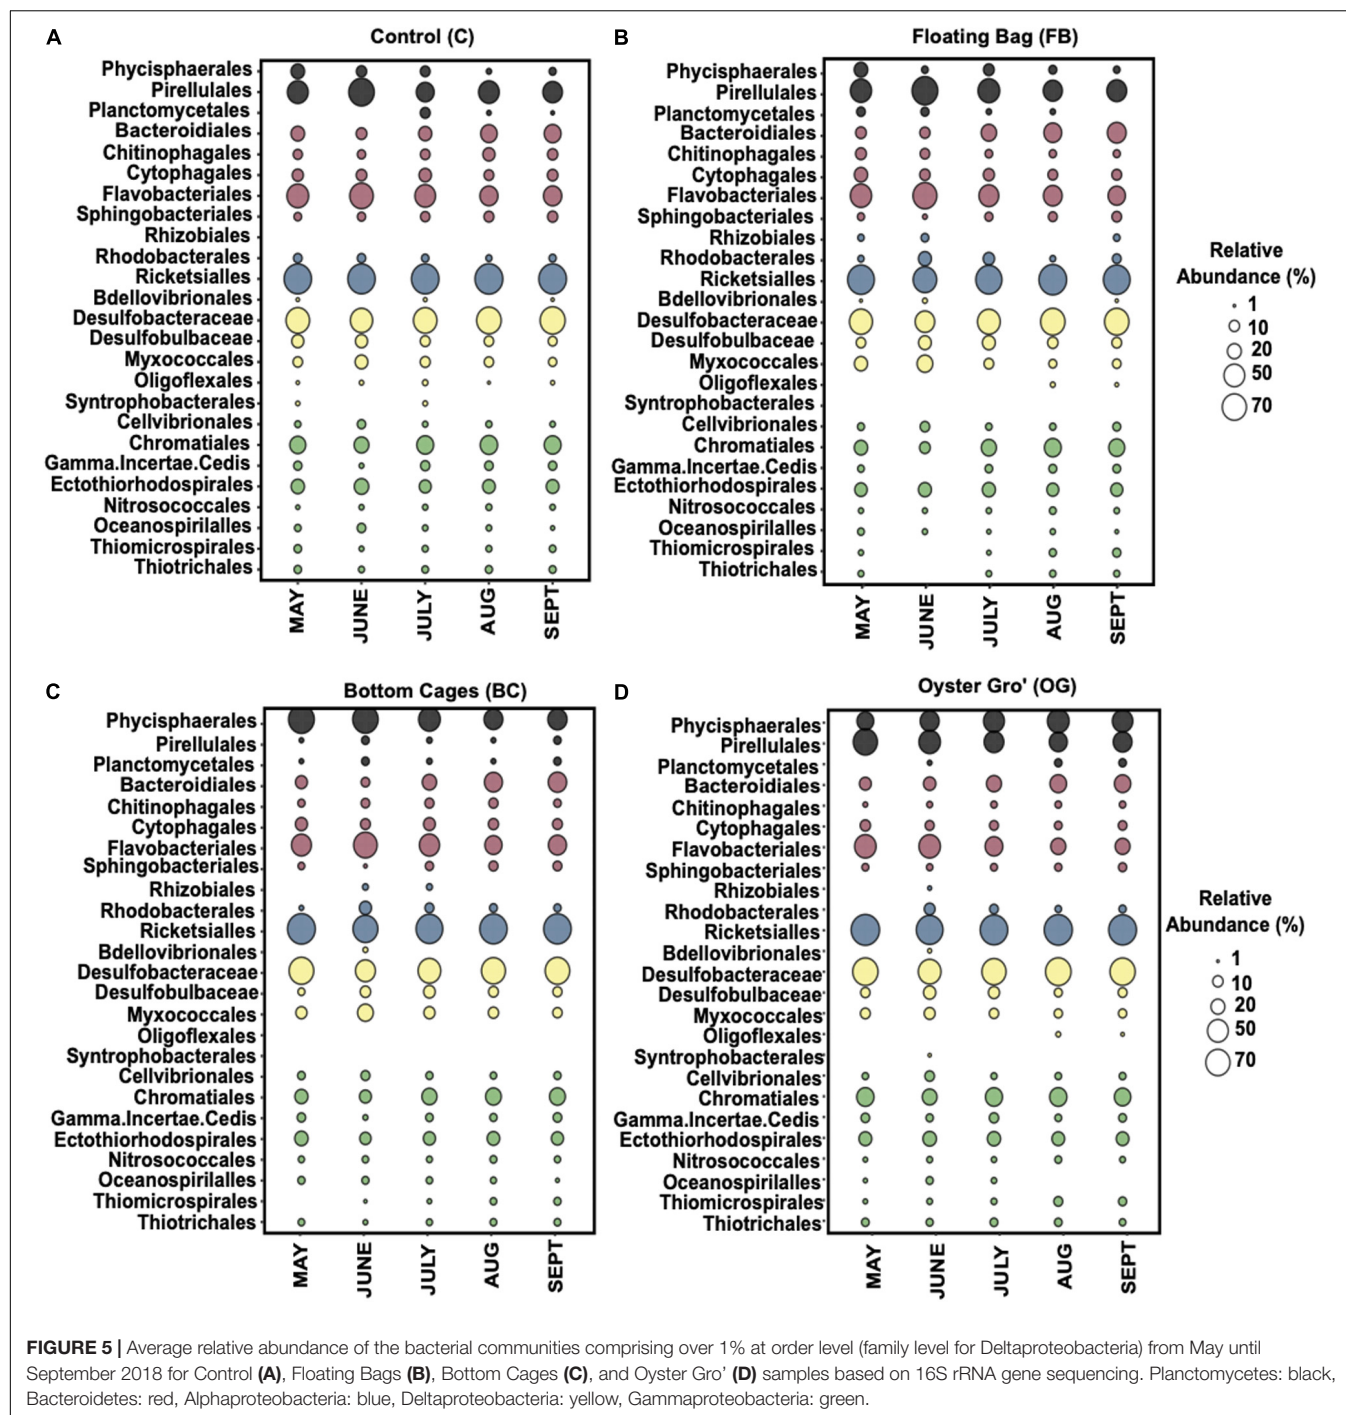 A
Control (C)
Phycisphaerales
Pirellulales
Planctomycetales
Bacteroidiales
Chitinophagales
Cytophagales
Flavobacteriales
Sphingobacteriales
Rhizobiales
Rhodobacterales
Ricketsialles
Bdellovibrionales
Desulfobacteraceae
Desulfobulbaceae
Myxococcales
Oligoflexales
Syntrophobacterales
Cellvibrionales
Chromatiales
Gamma.Incertae.Cedis
Ectothiorhodospirales
Nitrosococcales
Oceanospirilalles
Thiomicrospirales
Thiotrichales
MAY
JUNE
JULY
AUG
SEPT
B
Floating Bag (FB)
Phycisphaerales
Pirellulales
Planctomycetales
Bacteroidiales
Chitinophagales
Cytophagales
Flavobacteriales
Sphingobacteriales
Rhizobiales
Rhodobacterales
Ricketsialles
Bdellovibrionales
Desulfobacteraceae
Desulfobulbaceae
Myxococcales
Oligoflexales
Syntrophobacterales
Cellvibrionales
Chromatiales
Gamma.Incertae.Cedis
Ectothiorhodospirales
Nitrosococcales
Oceanospirilalles
Thiomicrospirales
Thiotrichales
MAY
JUNE
JULY
AUG
SEPT
Relative
Abundance (%)
1
10
20
50
70
C
Bottom Cages (BC)
Phycisphaerales
Pirellulales
Planctomycetales
Bacteroidiales
Chitinophagales
Cytophagales
Flavobacteriales
Sphingobacteriales
Rhizobiales
Rhodobacterales
Ricketsialles
Bdellovibrionales
Desulfobacteraceae
Desulfobulbaceae
Myxococcales
Oligoflexales
Syntrophobacterales
Cellvibrionales
Chromatiales
Gamma.Incertae.Cedis
Ectothiorhodospirales
Nitrosococcales
Oceanospirilalles
Thiomicrospirales
Thiotrichales
MAY
JUNE
JULY
AUG
SEPT
D
Oyster Gro' (OG)
Phycisphaerales
Pirellulales
Planctomycetales
Bacteroidiales
Chitinophagales
Cytophagales
Flavobacteriales
Sphingobacteriales
Rhizobiales
Rhodobacterales
Ricketsialles
Bdellovibrionales
Desulfobacteraceae
Desulfobulbaceae
Myxococcales
Oligoflexales
Syntrophobacterales
Cellvibrionales
Chromatiales
Gamma.Incertae.Cedis
Ectothiorhodospirales
Nitrosococcales
Oceanospirilalles
Thiomicrospirales
Thiotrichales
MAY
JUNE
JULY
AUG
SEPT
Relative
Abundance (%)
1
10
20
50
70
FIGURE 5 | Average relative abundance of the bacterial communities comprising over 1% at order level (family level for Deltaproteobacteria) from May until
September 2018 for Control (A), Floating Bags (B), Bottom Cages (C), and Oyster Gro' (D) samples based on 16S rRNA gene sequencing. Planctomycetes: black,
Bacteroidetes: red, Alphaproteobacteria: blue, Deltaproteobacteria: yellow, Gammaproteobacteria: green.